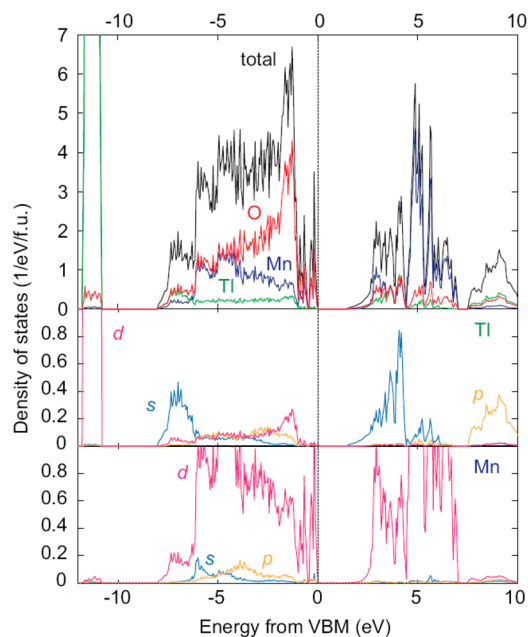 -10 -5 0 5 10
7
total
6
5
4
3
O
2
Mn
1
Tl
0
Density of states (1/eV/f.u.)
d Tl
0.8
0.6
s p
0.4
0.2
0
d Mn
0.8
0.6
0.4
s p
0.2
0
-10 -5 0 5 10
Energy from VBM (eV)